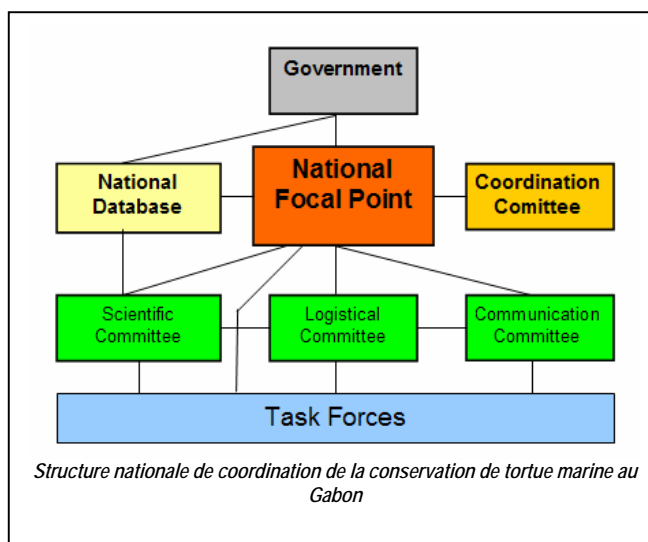 Government
National
Database
National
Focal Point
Coordination
Comittee
Scientific
Committee
Logistical
Committee
Communication
Committee
Task Forces
Structure nationale de coordination de la conservation de tortue marine au
Gabon